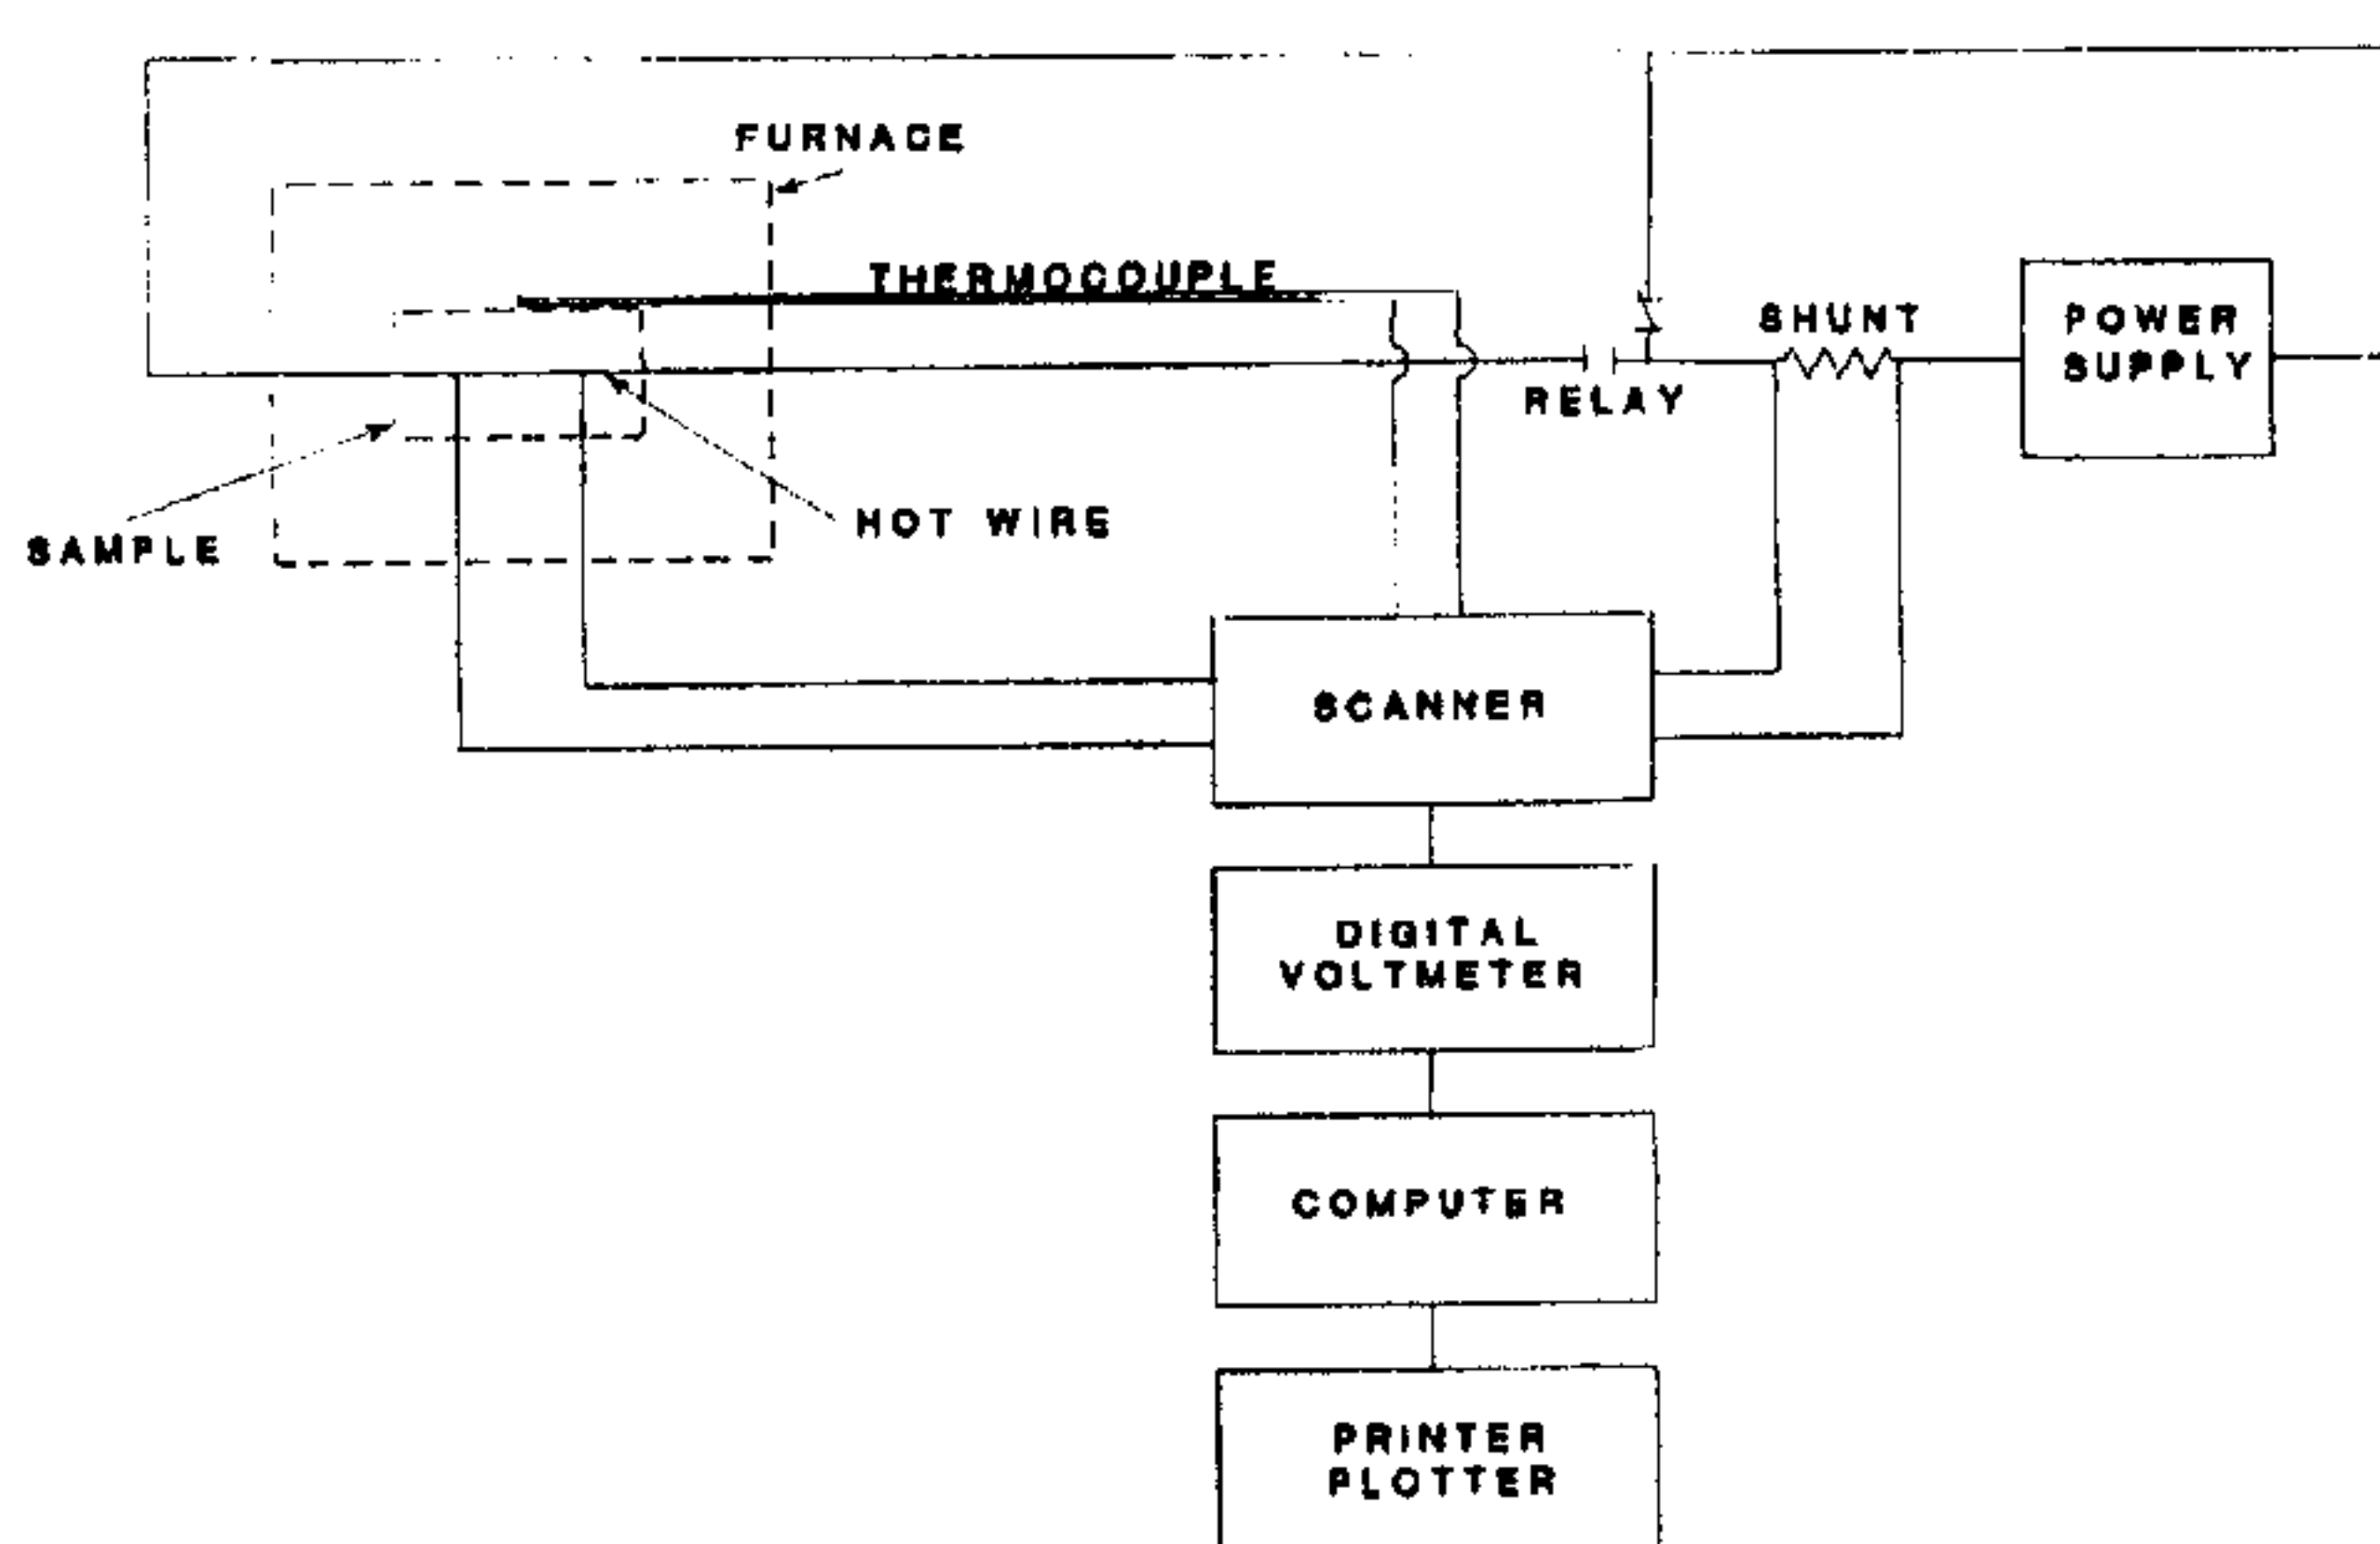 FURNACE
THERMOCOUPLE
SHUNT
POWER
SUPPLY
RELAY
HOT WIRE
SAMPLE
SCANNER
DIGITAL
VOLTMETER
COMPUTER
PRINTER
PLOTTER